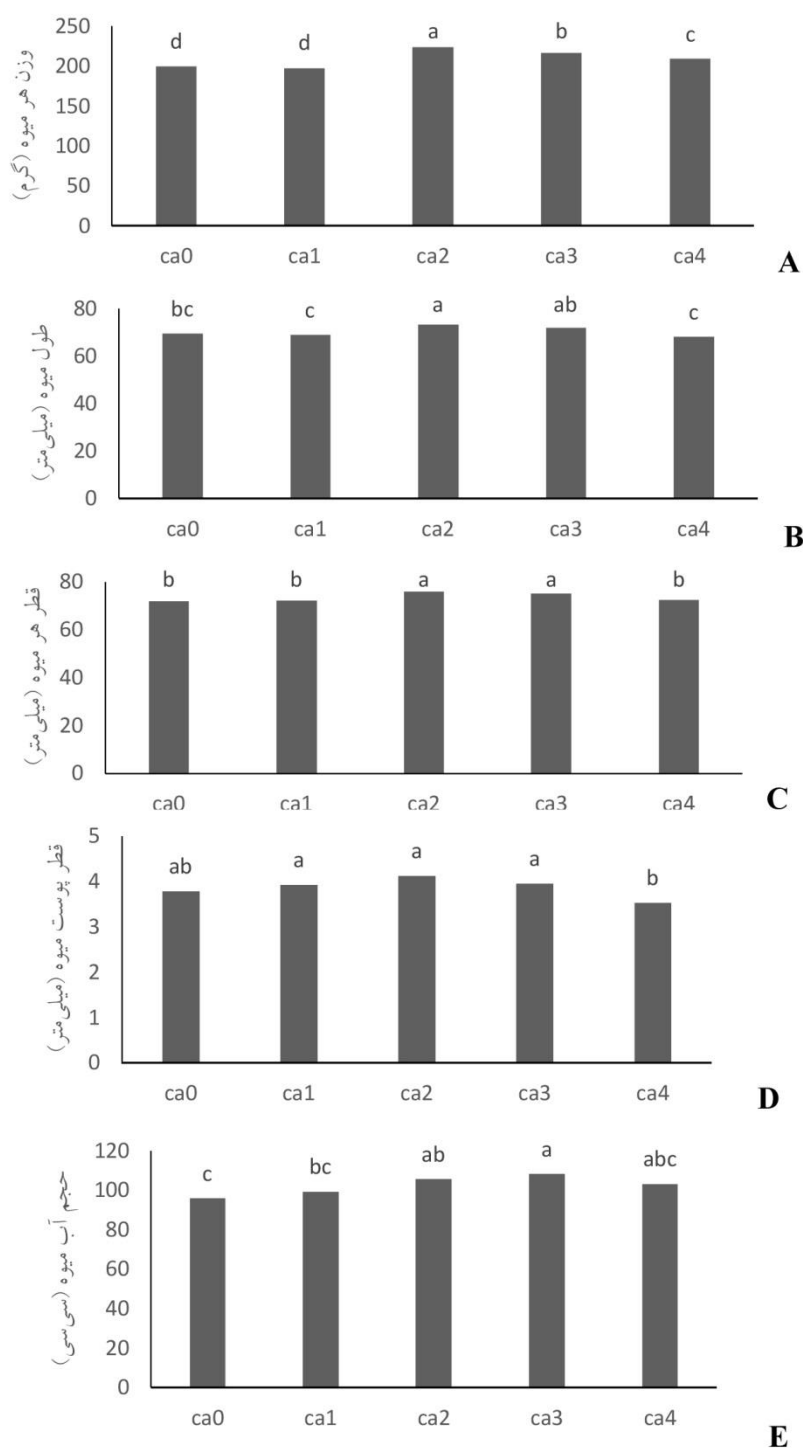 وزن هر میوه (گرم)
250
200
150
100
50
0
d d a b c
ca0 ca1 ca2 ca3 ca4
A
طول میوه (میلی‌متر)
80
60
40
20
0
bc c a ab c
ca0 ca1 ca2 ca3 ca4
B
قطر هر میوه (میلی‌متر)
80
60
40
20
0
b b a a b
ca0 ca1 ca2 ca3 ca4
C
قطر پوست میوه (میلی‌متر)
5
4
3
2
1
0
ab a a a b
ca0 ca1 ca2 ca3 ca4
D
حجم آب میوه (سی‌سی)
120
100
80
60
40
20
0
c bc ab a abc
ca0 ca1 ca2 ca3 ca4
E